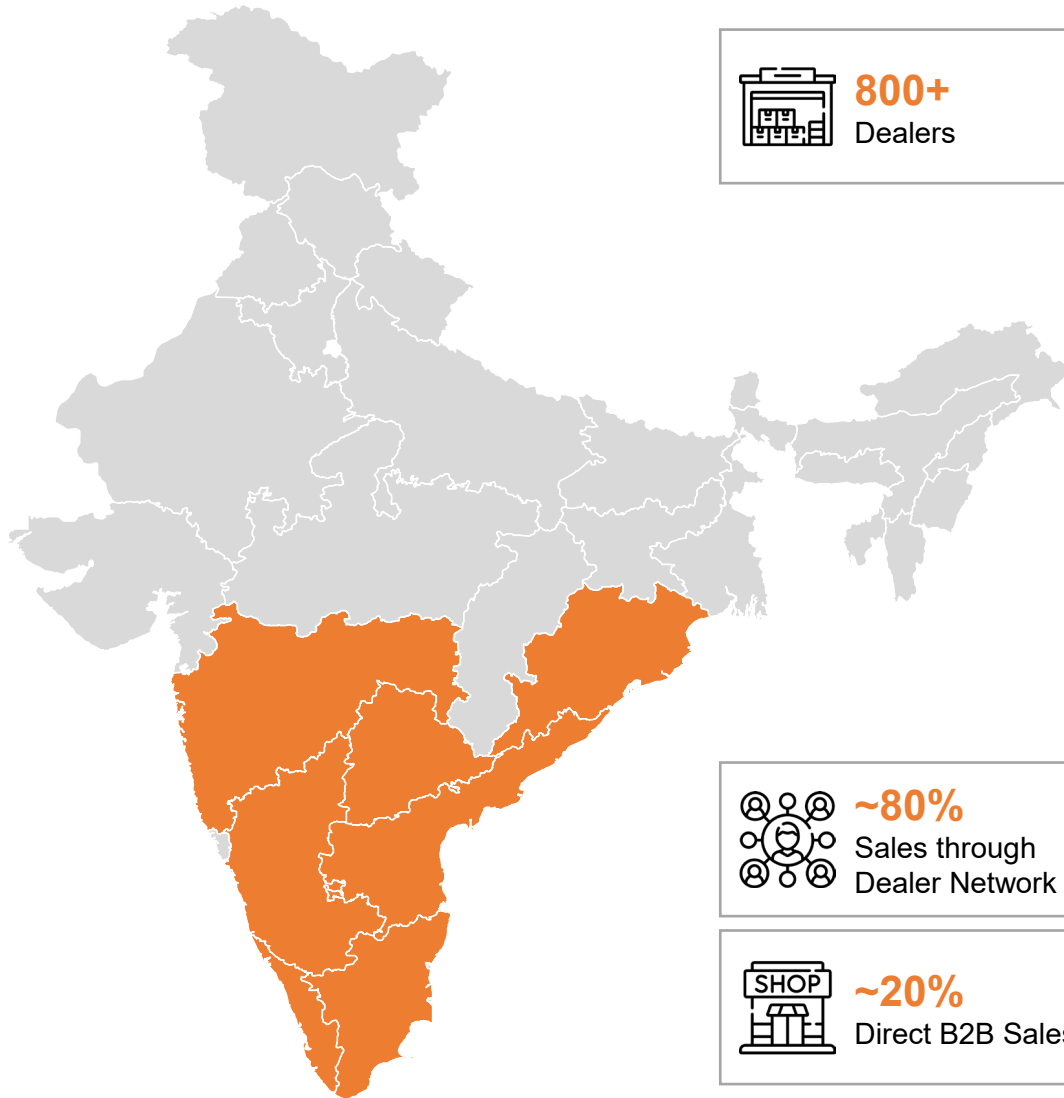 800+
Dealers
~80%
Sales through
Dealer Network
SHOP
~20%
Direct B2B Sales